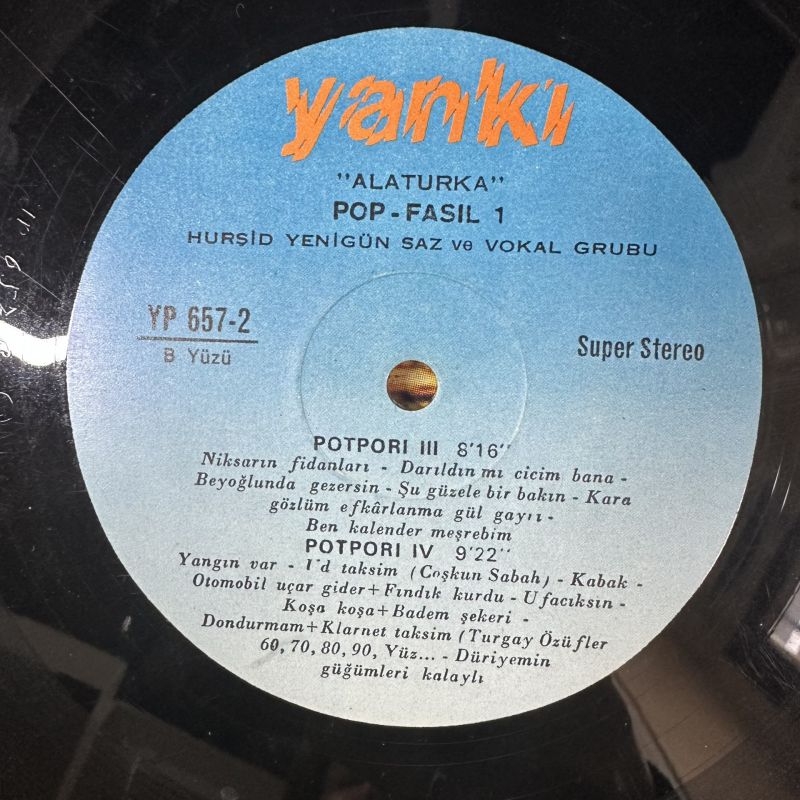 yankı
"ALATURKA"
POP - FASIL 1
HURŞİD YENİGÜN SAZ ve VOKAL GRUBU
YP 657-2
B Yüzü
Super Stereo
POTPORI III 8'16''
Niksarın fidanları - Darıldın mı cicim bana -
Beyoğlunda gezersin - Şu güzele bir bakın - Kara
gözlüm efkârlanma gül gayrı -
Ben kalender meşrebim
POTPORI IV 9'22''
Yangın var - taksim (Coşkun Sabah) - Kabak -
Otomobil uçar gider + Fındık kurdu - Ufacıksın -
Koşa koşa + Badem şekeri -
Dondurmam + Klarnet taksim (Turgay Özüfler
60, 70, 80, 90, Yüz... - Düriyemin
güğümleri kalaylı